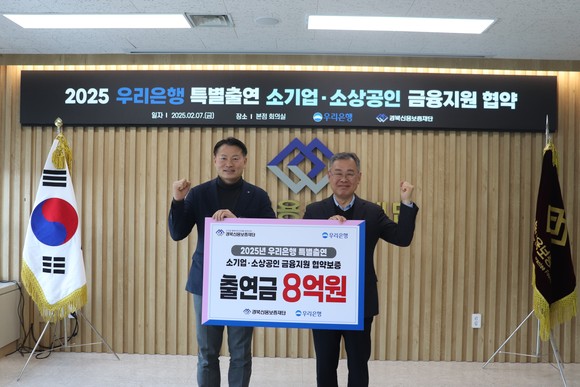 2025 우리은행 특별출연 소기업·소상공인 금융지원 협약
일자 | 2025.02.07.(금) 장소 | 본점 회의실 우리은행 경북신용보증재단
경북신용보증재단 우리은행
2025년 우리은행 특별출연
소기업·소상공인 금융지원 협약보증
출연금 8억원
경북신용보증재단 우리은행